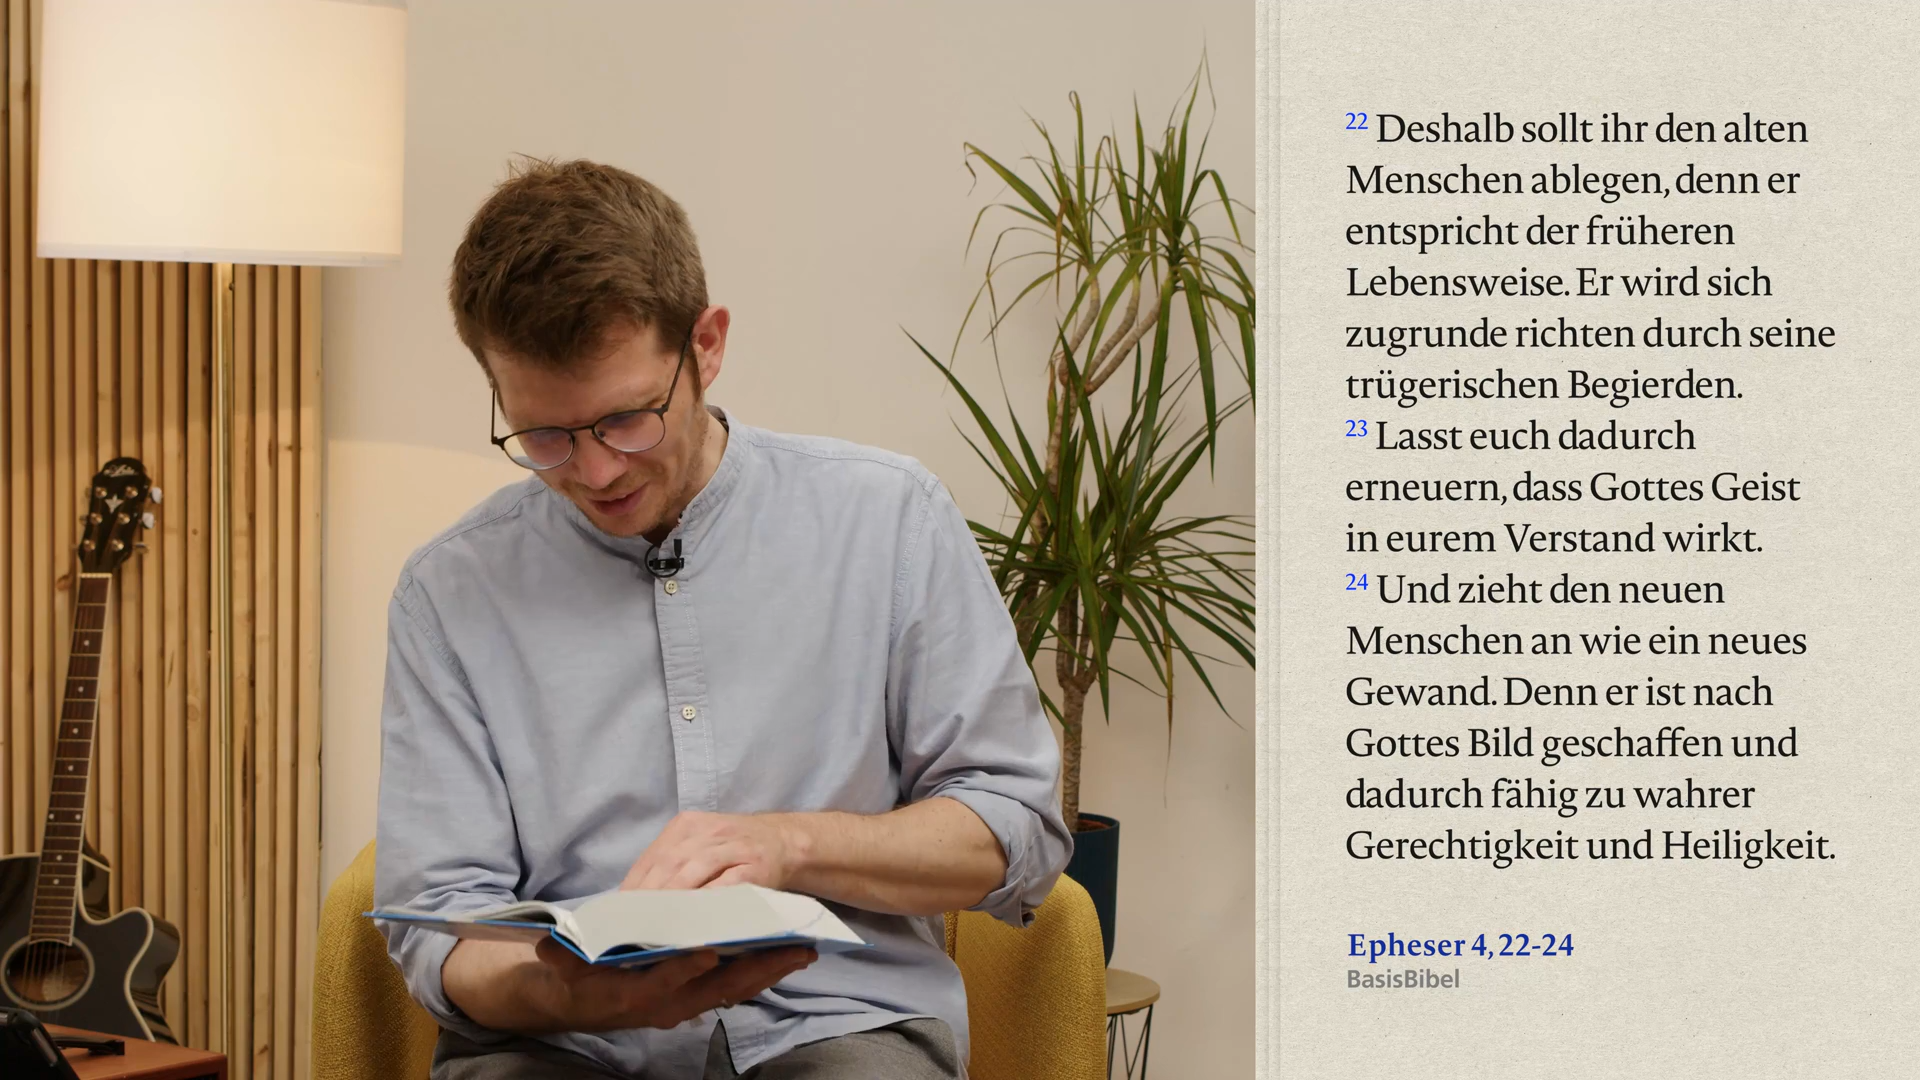 22 Deshalb sollt ihr den alten
Menschen ablegen, denn er
entspricht der früheren
Lebensweise. Er wird sich
zugrunde richten durch seine
trügerischen Begierden.
23 Lasst euch dadurch
erneuern, dass Gottes Geist
in eurem Verstand wirkt.
24 Und zieht den neuen
Menschen an wie ein neues
Gewand. Denn er ist nach
Gottes Bild geschaffen und
dadurch fähig zu wahrer
Gerechtigkeit und Heiligkeit.
Epheser 4, 22-24
BasisBibel